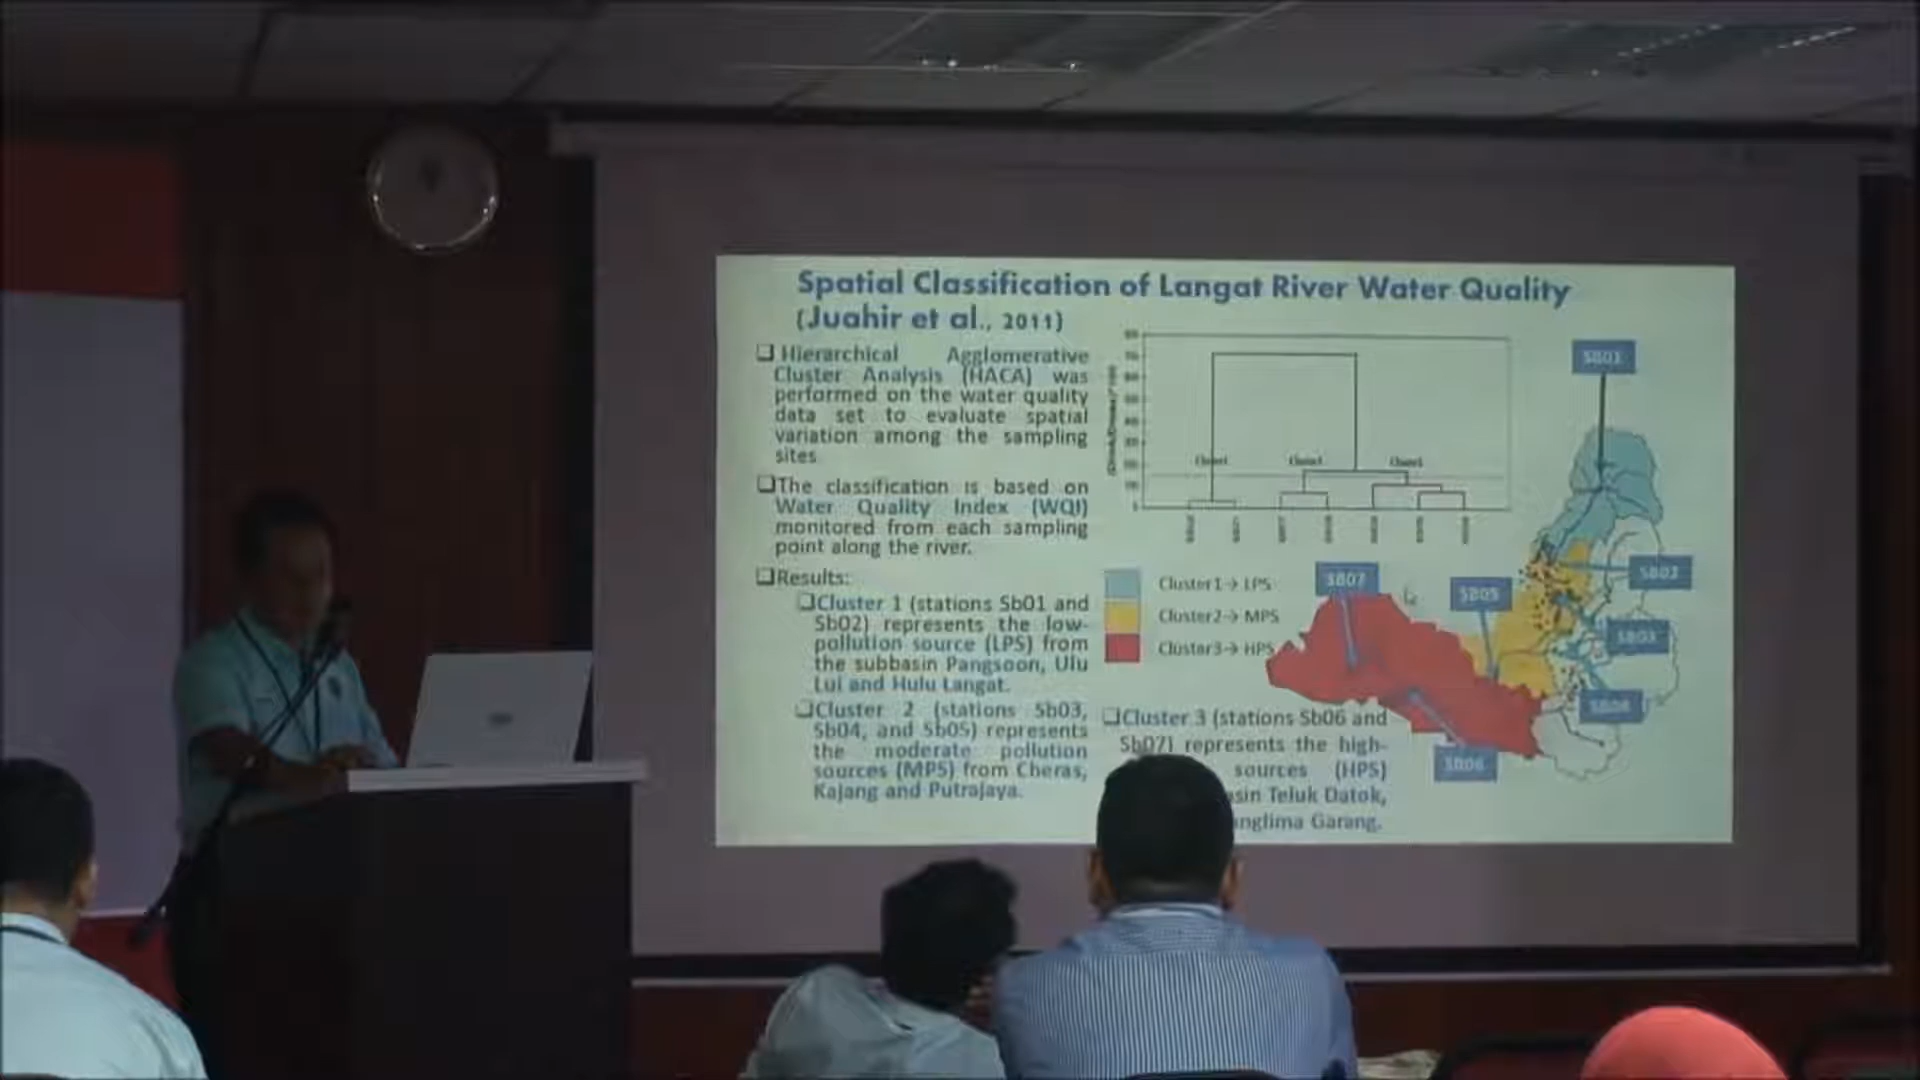 Spatial Classification of Langat River Water Quality
(Juahir et al., 2011)
❑ Hierarchical Agglomerative
Cluster Analysis (HACA) was
performed on the water quality
data set to evaluate spatial
variation among the sampling
sites
❑The classification is based on
Water Quality Index (WQI)
monitored from each sampling
point along the river.
❑Results:
❑Cluster 1 (stations Sb01 and
Sb02) represents the low-
pollution source (LPS) from
the subbasin Pangsoon, Ulu
Lui and Hulu Langat.
❑Cluster 2 (stations Sb03,
Sb04, and Sb05) represents
the moderate pollution
sources (MPS) from Cheras,
Kajang and Putrajaya.
Cluster1→ LPS
Cluster2→ MPS
Cluster3→ HPS
❑Cluster 3 (stations Sb06 and
Sb07) represents the high-
sources (HPS)
Teluk Datok,
Garang.
SB01
SB02
SB03
SB04
SB05
SB06
SB07